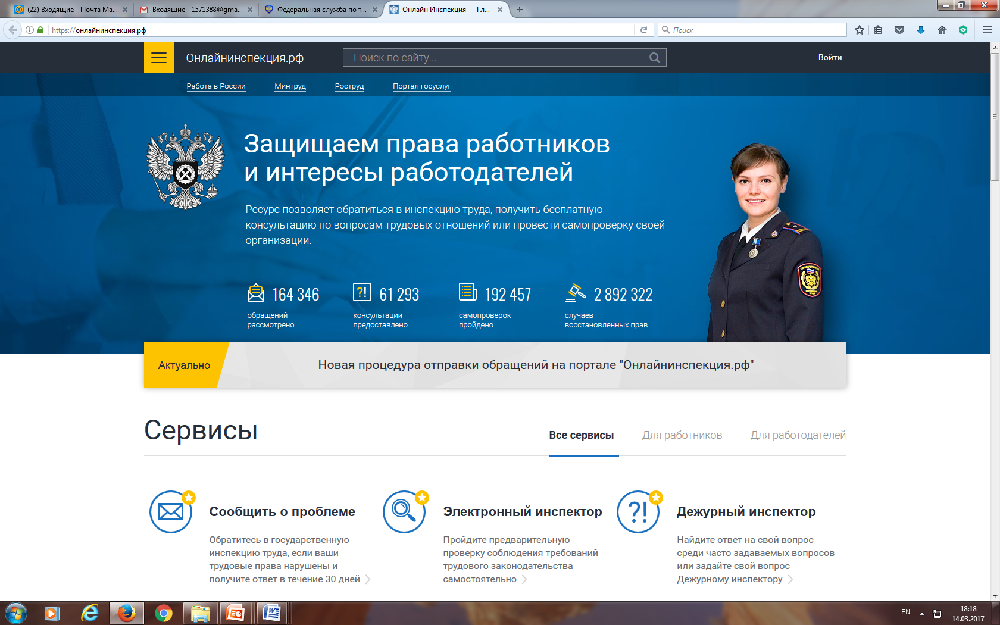 (22) Входящие - Почта Ма...
Входящие - 1571388@gma...
Федеральная служба по т...
Онлайн Инспекция — Гл...
https://онлайнинспекция.рф
Поиск
Онлайнинспекция.рф
Поиск по сайту...
Войти
Работа в России
Минтруд
Роструд
Портал госуслуг
Защищаем права работников
и интересы работодателей
Ресурс позволяет обратиться в инспекцию труда, получить бесплатную
консультацию по вопросам трудовых отношений или провести самопроверку своей
организации.
164 346
обращений
рассмотрено
?!
61 293
консультации
предоставлено
192 457
самопроверок
пройдено
2 892 322
случаев
восстановленных прав
Актуально
Новая процедура отправки обращений на портале "Онлайнинспекция.рф"
Сервисы
Все сервисы
Для работников
Для работодателей
Сообщить о проблеме
Обратитесь в государственную
инспекцию труда, если ваши
трудовые права нарушены и
получите ответ в течение 30 дней
Электронный инспектор
Пройдите предварительную
проверку соблюдения требований
трудового законодательства
самостоятельно
?!
Дежурный инспектор
Найдите ответ на свой вопрос
среди часто задаваемых вопросов
или задайте свой вопрос
Дежурному инспектору
EN
18:18
14.03.2017